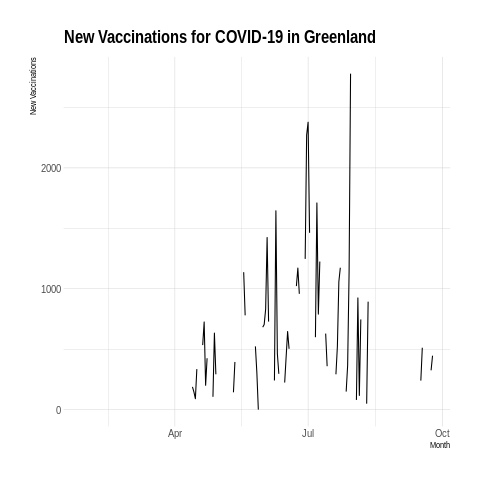 New Vaccinations for COVID-19 in Greenland
New Vaccinations
2000
1000
0
Apr
Jul
Oct
Month